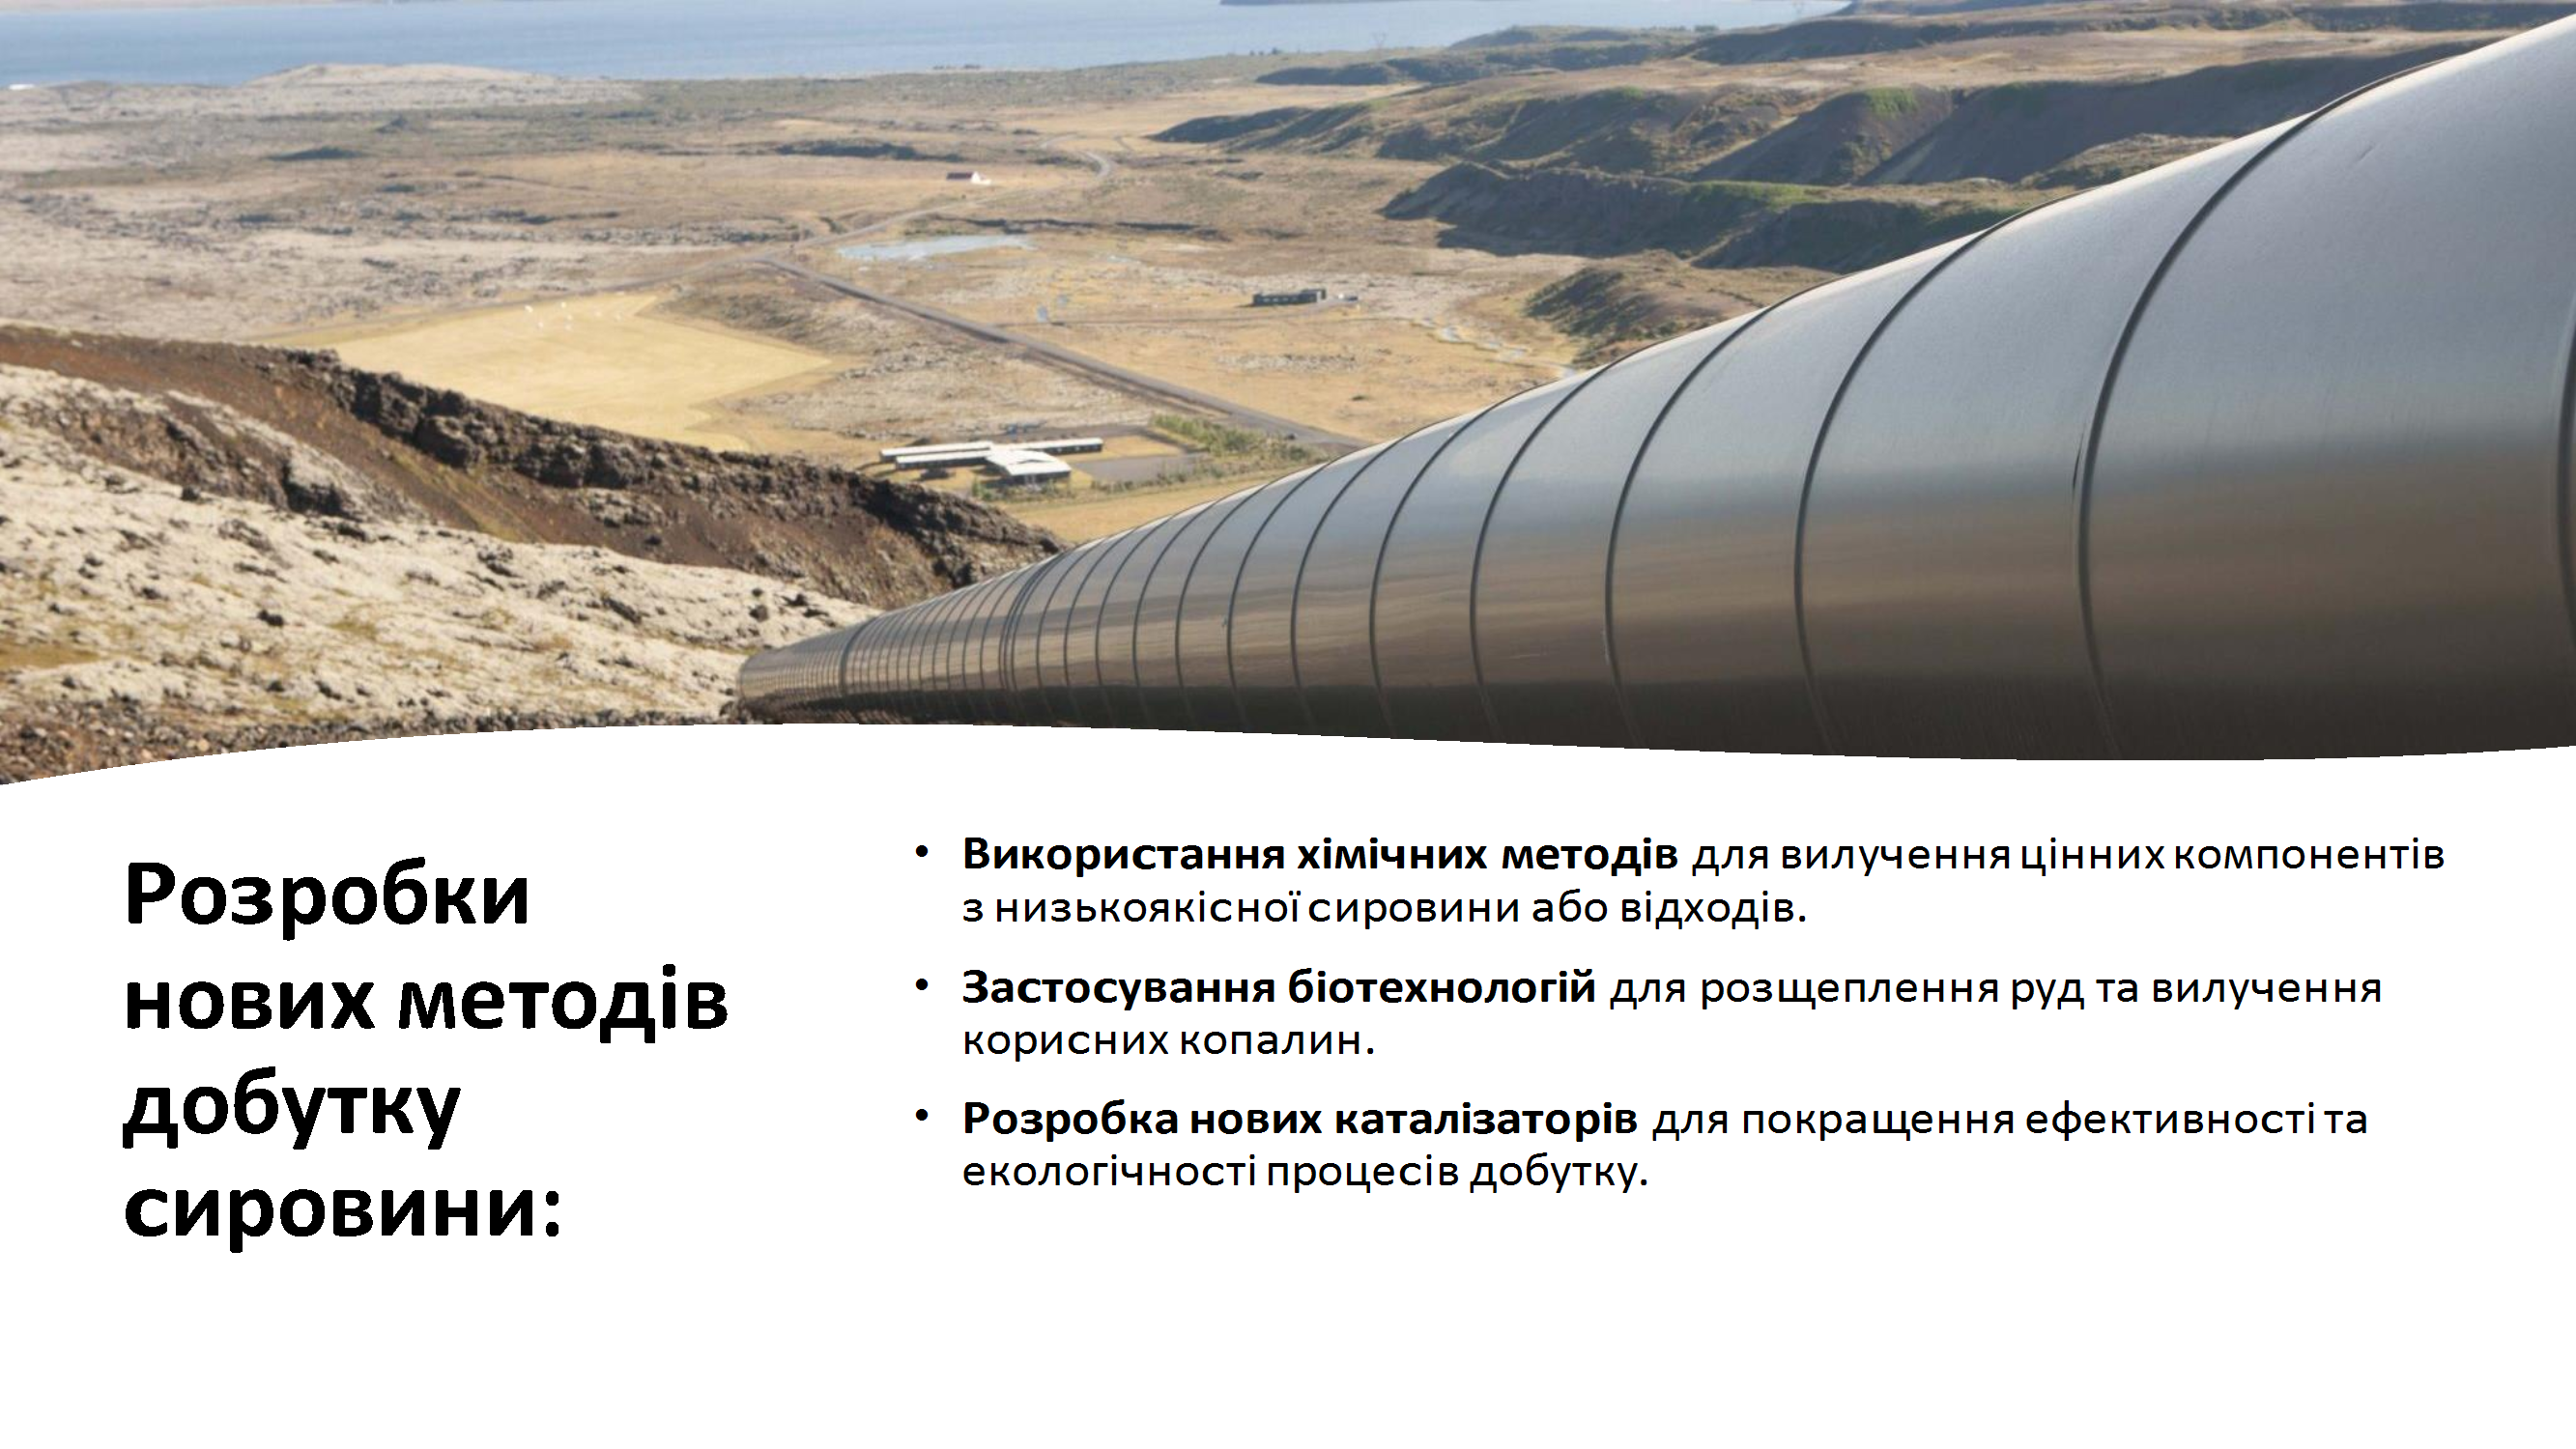 Розробки
нових методів
добутку
сировини:
• Використання хімічних методів для вилучення цінних компонентів
з низькоякісної сировини або відходів.
• Застосування біотехнологій для розщеплення руд та вилучення
корисних копалин.
• Розробка нових каталізаторів для покращення ефективності та
екологічності процесів добутку.